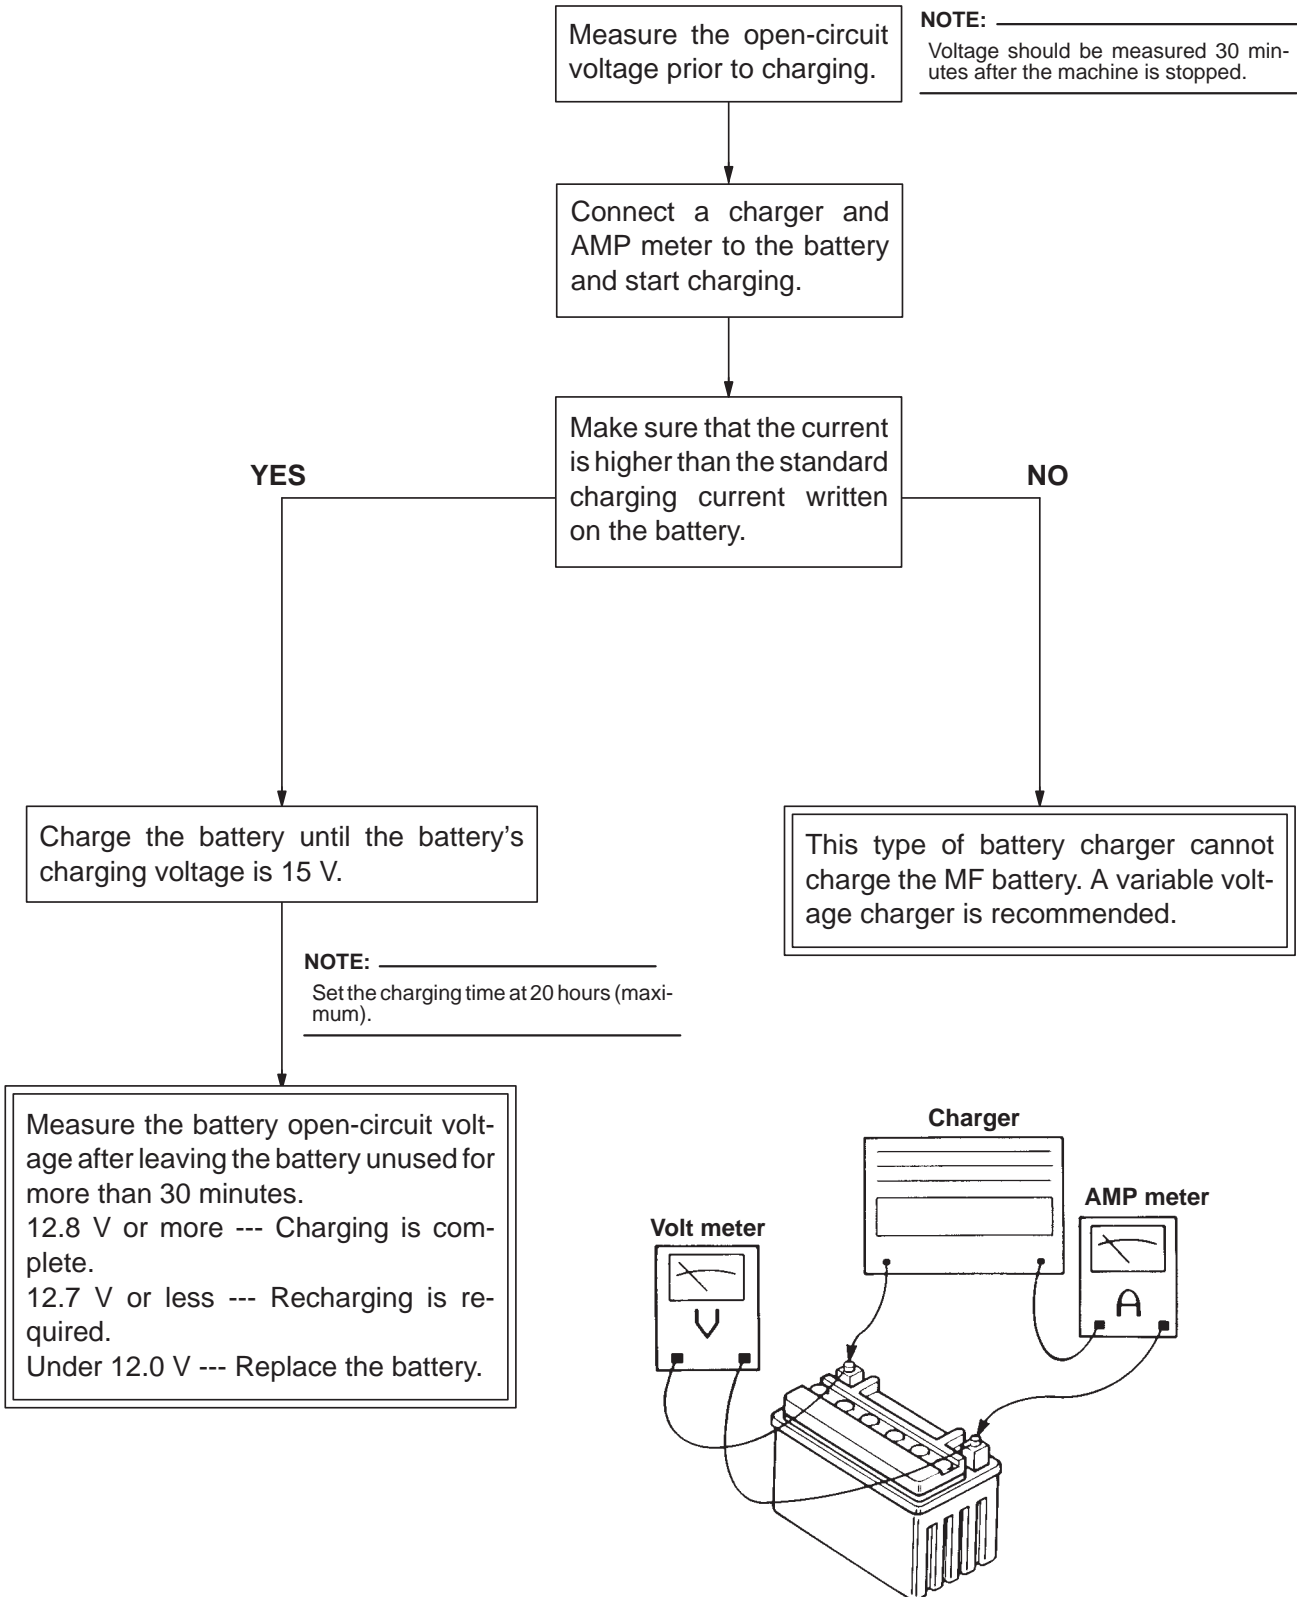 Measure the open-circuit
voltage prior to charging.
NOTE:
Voltage should be measured 30 min-
utes after the machine is stopped.
Connect a charger and
AMP meter to the battery
and start charging.
Make sure that the current
is higher than the standard
charging current written
on the battery.
YES
NO
Charge the battery until the battery’s
charging voltage is 15 V.
This type of battery charger cannot
charge the MF battery. A variable volt-
age charger is recommended.
NOTE:
Set the charging time at 20 hours (maxi-
mum).
Measure the battery open-circuit volt-
age after leaving the battery unused for
more than 30 minutes.
12.8 V or more --- Charging is com-
plete.
12.7 V or less --- Recharging is re-
quired.
Under 12.0 V --- Replace the battery.
Charger
AMP meter
Volt meter
V
A